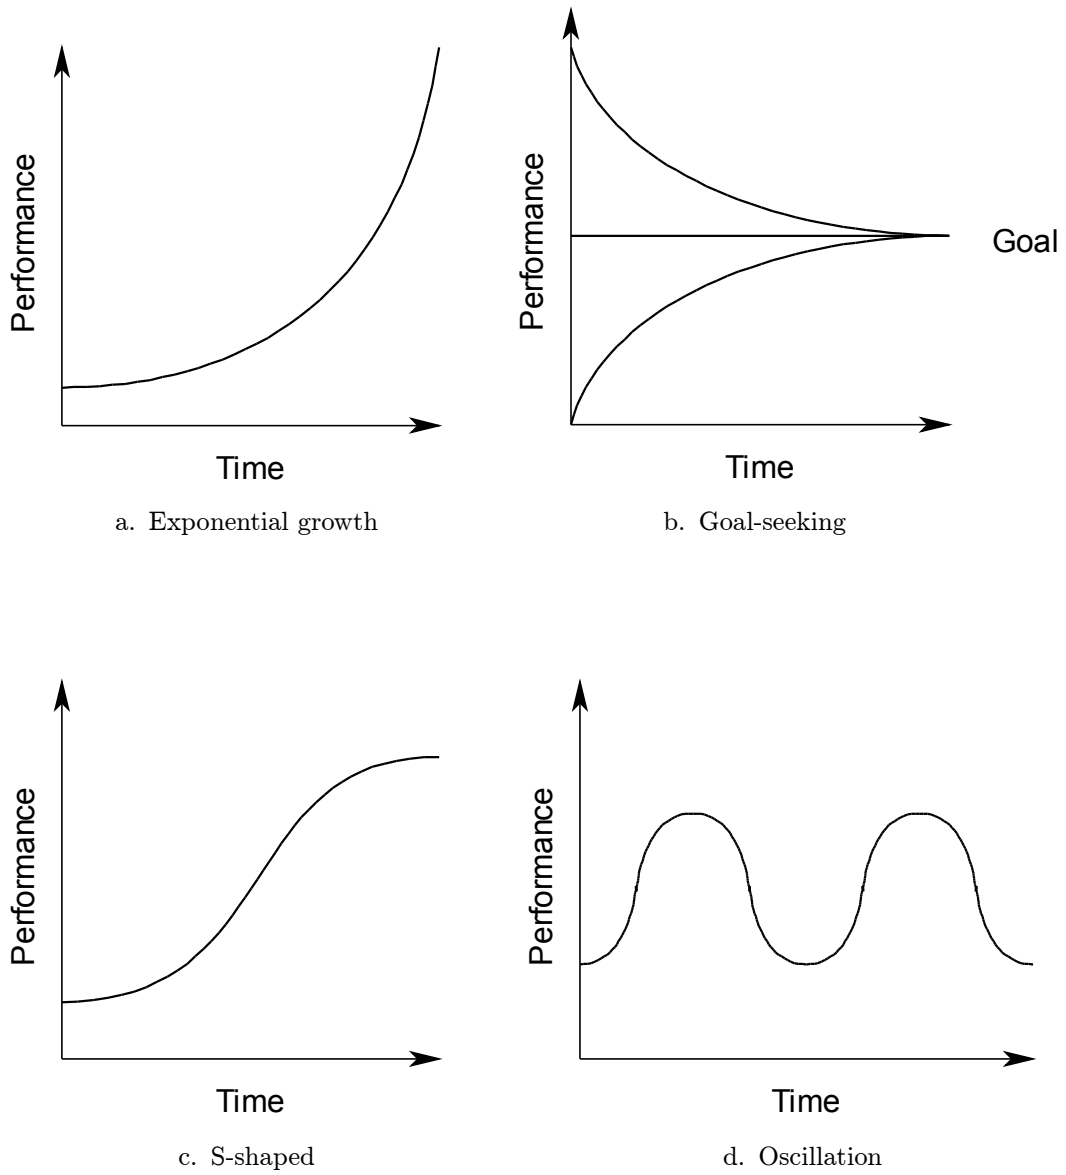 Performance
Time
a. Exponential growth
Performance
Goal
Time
b. Goal-seeking
Performance
Time
c. S-shaped
Performance
Time
d. Oscillation